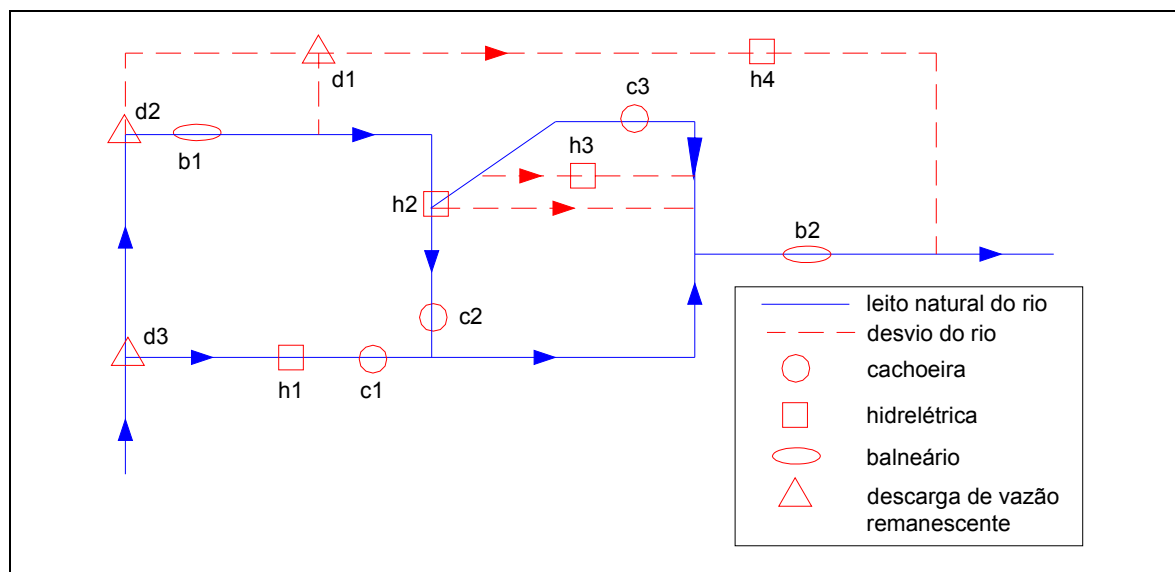 d1
h4
c3
d2
b1
h3
h2
b2
c2
d3
h1
c1
leito natural do rio
desvio do rio
cachoeira
hidrelétrica
balneário
descarga de vazão
remanescente